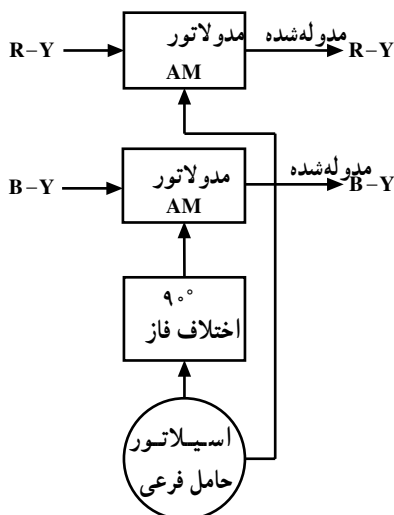 مدوله‌شده
R–Y مدولاتور R–Y
AM
مدوله‌شده
B–Y مدولاتور B–Y
AM
۹۰°
اختلاف فاز
اسیلاتور
حامل فرعی